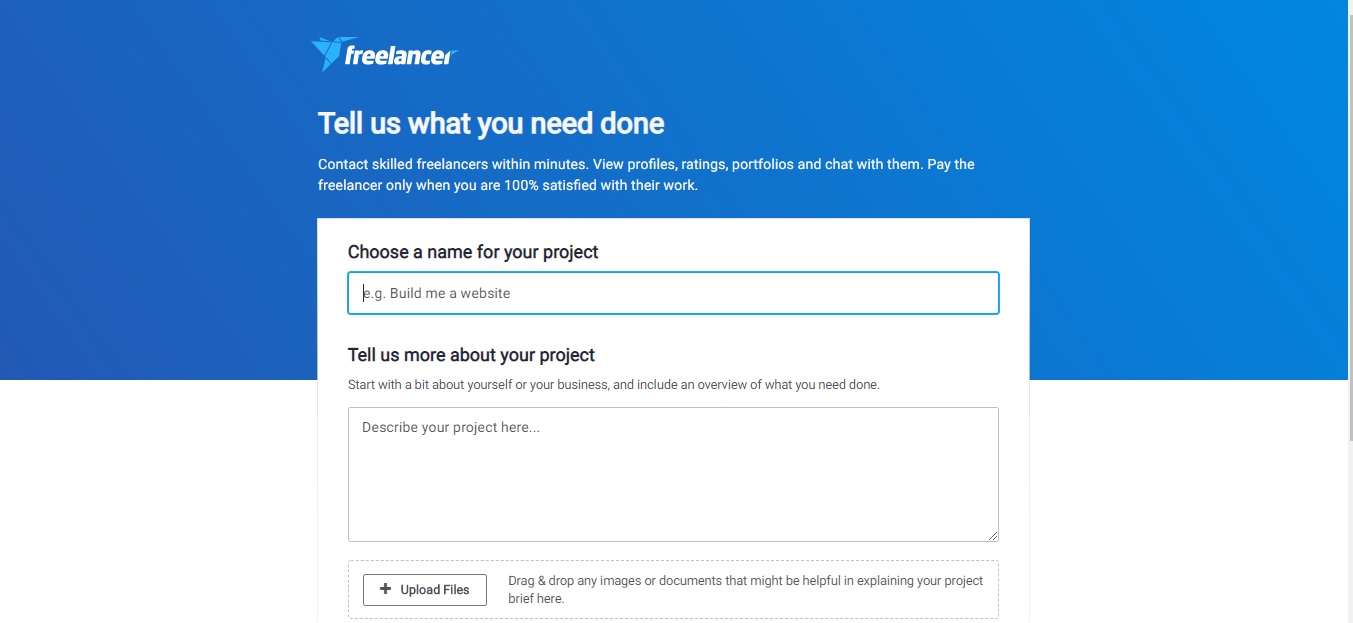 freelancer
Tell us what you need done
Contact skilled freelancers within minutes. View profiles, ratings, portfolios and chat with them. Pay the
freelancer only when you are 100% satisfied with their work.
Choose a name for your project
e.g. Build me a website
Tell us more about your project
Start with a bit about yourself or your business, and include an overview of what you need done.
Describe your project here...
+ Upload Files
Drag & drop any images or documents that might be helpful in explaining your project
brief here.